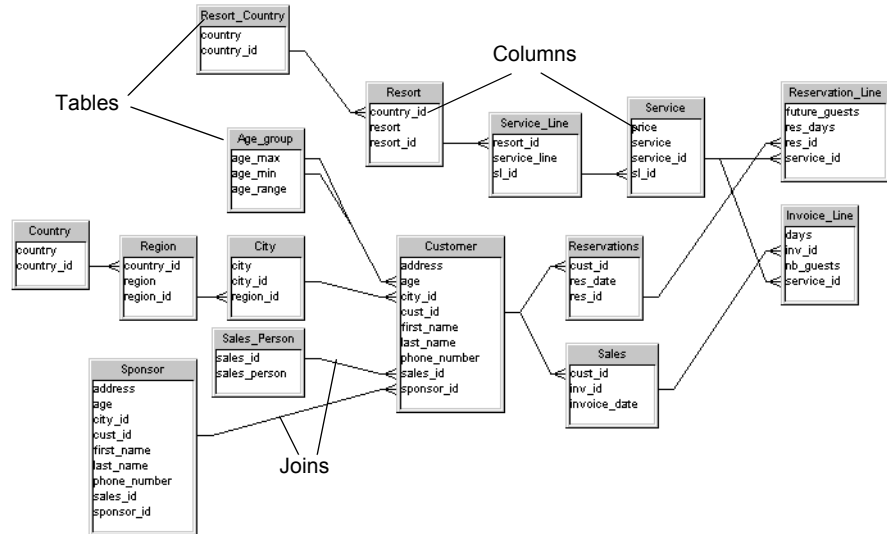 Resort_Country
country
country_id
Columns
Tables
Resort
country_id
resort
resort_id
Service_Line
resort_id
service_line
sl_id
Service
price
service
service_id
sl_id
Reservation_Line
future_guests
res_days
res_id
service_id
Age_group
age_max
age_min
age_range
Country
country
country_id
Region
country_id
region
region_id
City
city
city_id
region_id
Customer
address
age
city_id
cust_id
first_name
last_name
phone_number
sales_id
sponsor_id
Reservations
cust_id
res_date
res_id
Invoice_Line
days
inv_id
nb_guests
service_id
Sales_Person
sales_id
sales_person
Sales
cust_id
inv_id
invoice_date
Sponsor
address
age
city_id
cust_id
first_name
last_name
phone_number
sales_id
sponsor_id
Joins